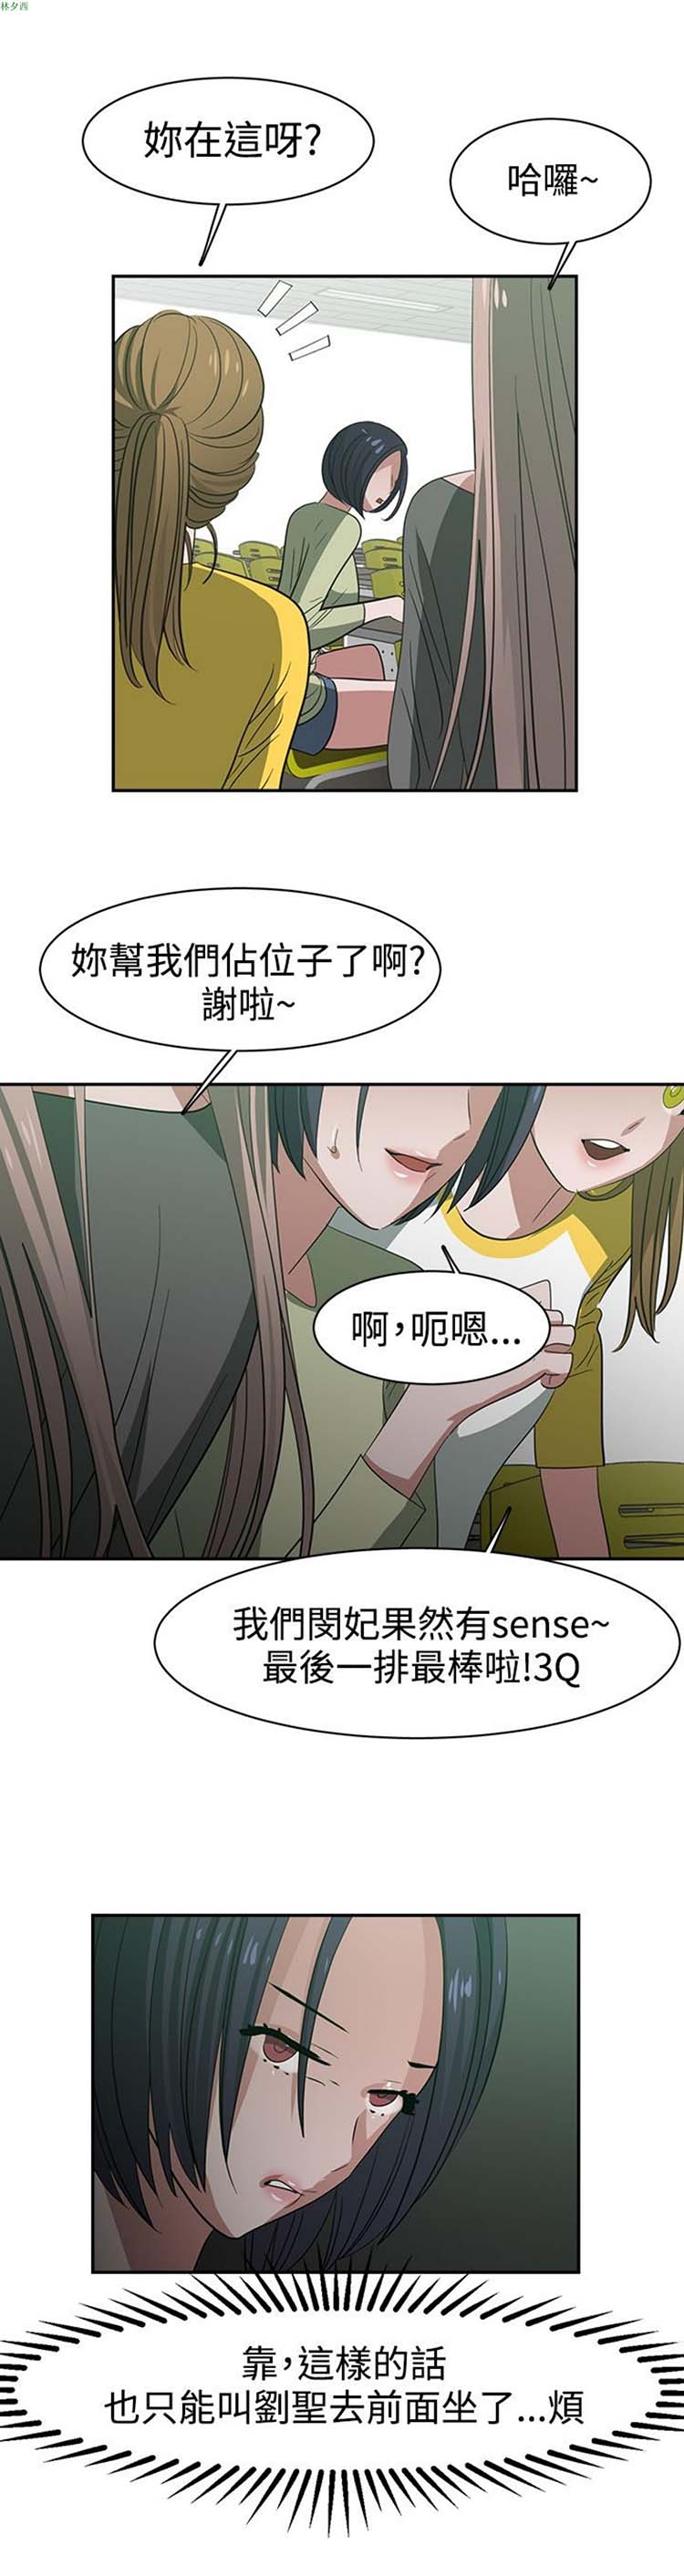 林夕西
妳在這呀?
哈囉~
妳幫我們佔位子了啊?
謝啦~
啊,呃嗯...
我們閔妃果然有sense~
最後一排最棒啦!3Q
靠,這樣的話
也只能叫劉聖去前面坐了...煩